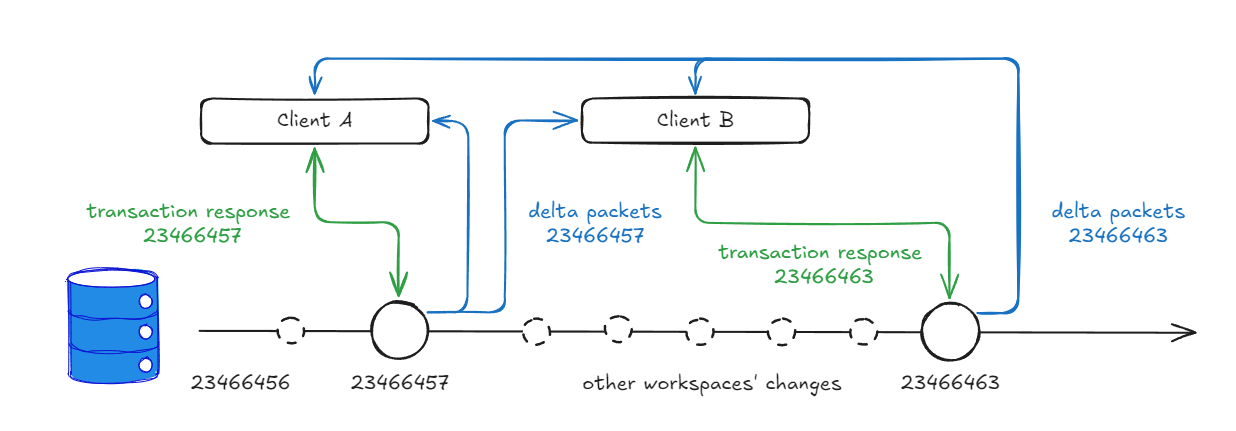 Client A
Client B
transaction response
23466457
delta packets
23466457
delta packets
23466463
transaction response
23466463
23466456
23466457
other workspaces' changes
23466463